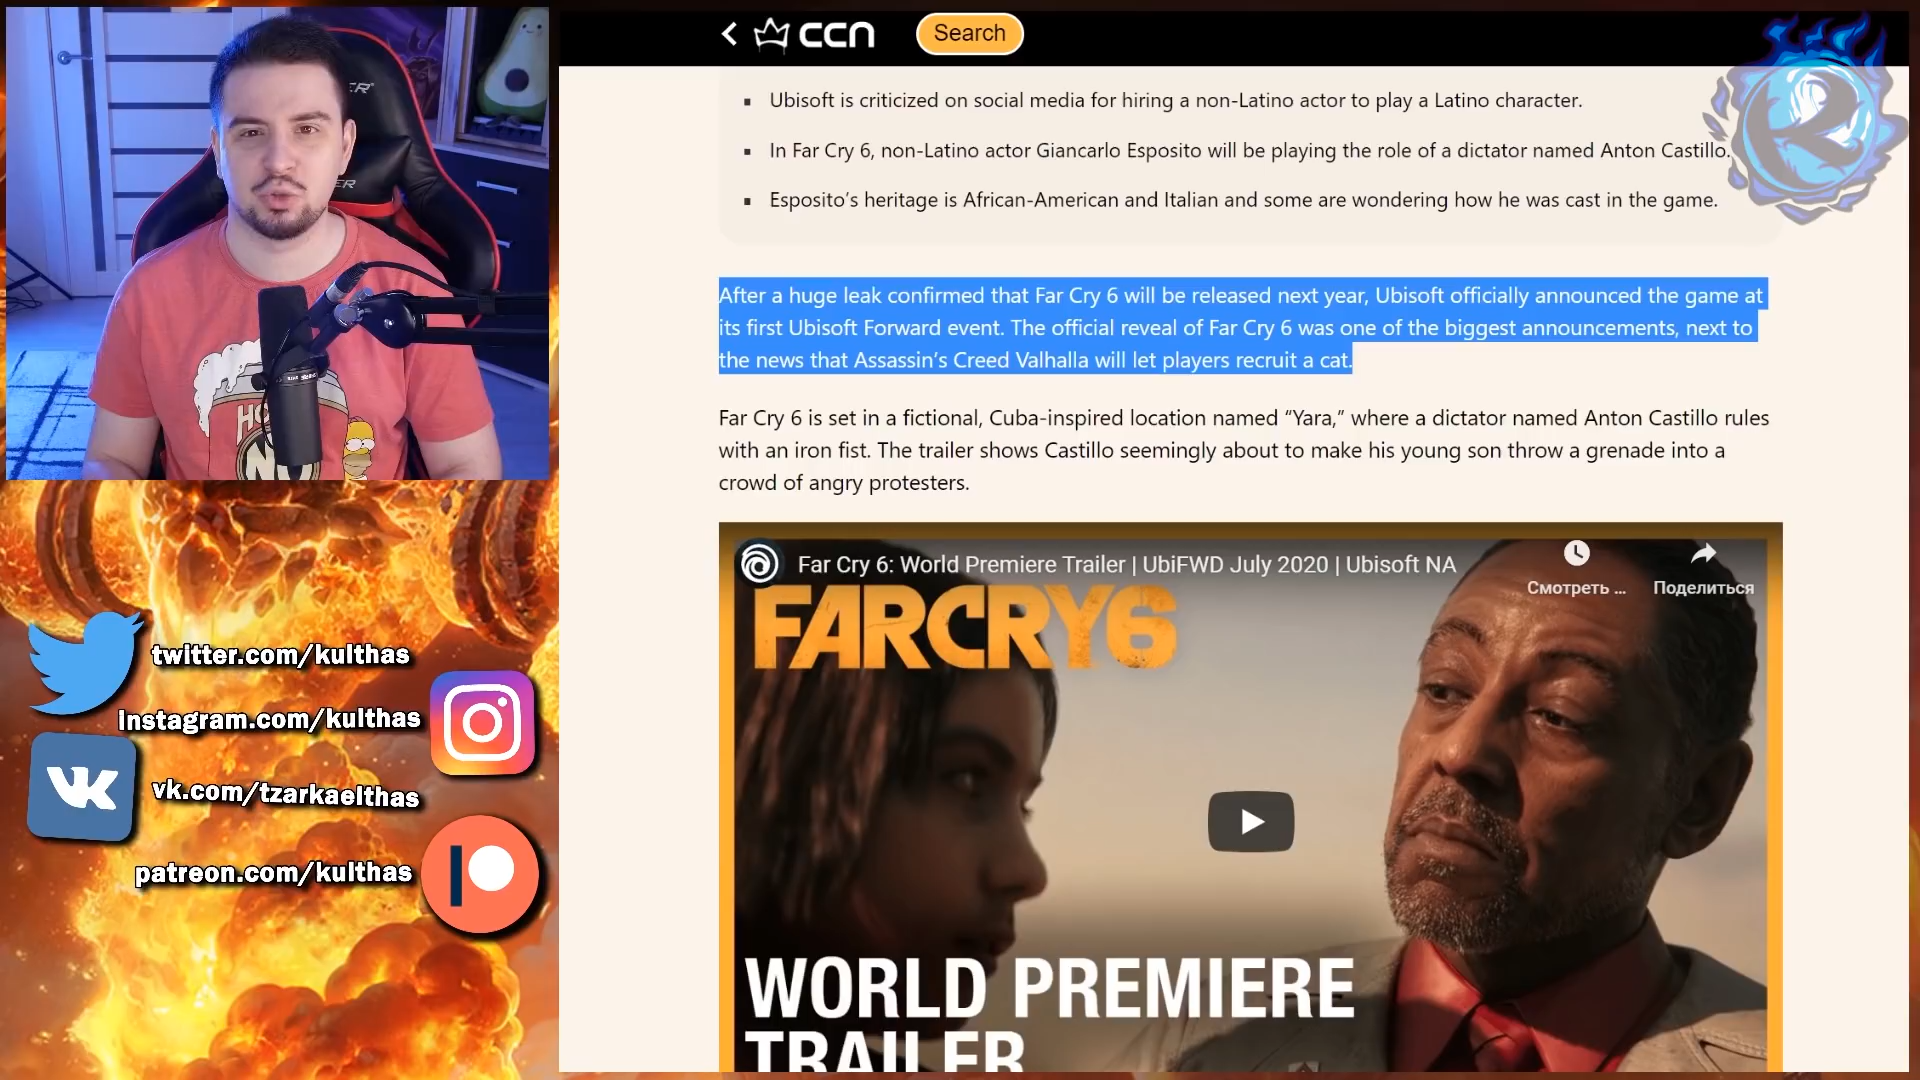 CCN
Search
▪ Ubisoft is criticized on social media for hiring a non-Latino actor to play a Latino character.
▪ In Far Cry 6, non-Latino actor Giancarlo Esposito will be playing the role of a dictator named Anton Castillo.
▪ Esposito’s heritage is African-American and Italian and some are wondering how he was cast in the game.
After a huge leak confirmed that Far Cry 6 will be released next year, Ubisoft officially announced the game at
its first Ubisoft Forward event. The official reveal of Far Cry 6 was one of the biggest announcements, next to
the news that Assassin’s Creed Valhalla will let players recruit a cat.
Far Cry 6 is set in a fictional, Cuba-inspired location named “Yara,” where a dictator named Anton Castillo rules
with an iron fist. The trailer shows Castillo seemingly about to make his young son throw a grenade into a
crowd of angry protesters.
Far Cry 6: World Premiere Trailer | UbiFWD July 2020 | Ubisoft NA
Смотреть ...
Поделиться
FARCRY6
WORLD PREMIERE
TRAILER
twitter.com/kulthas
instagram.com/kulthas
vk.com/tzarkaelthas
patreon.com/kulthas